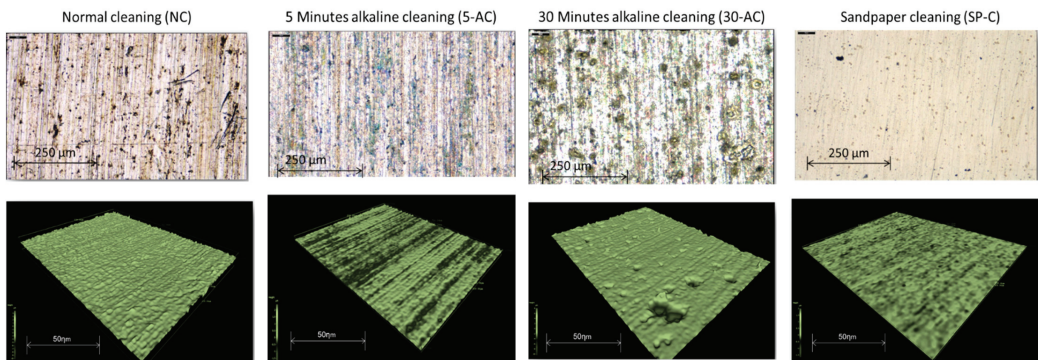 Normal cleaning (NC)
5 Minutes alkaline cleaning (5-AC)
30 Minutes alkaline cleaning (30-AC)
Sandpaper cleaning (SP-C)
250 µm
250 µm
250 µm
250 µm
50ηm
50ηm
50ηm
50ηm